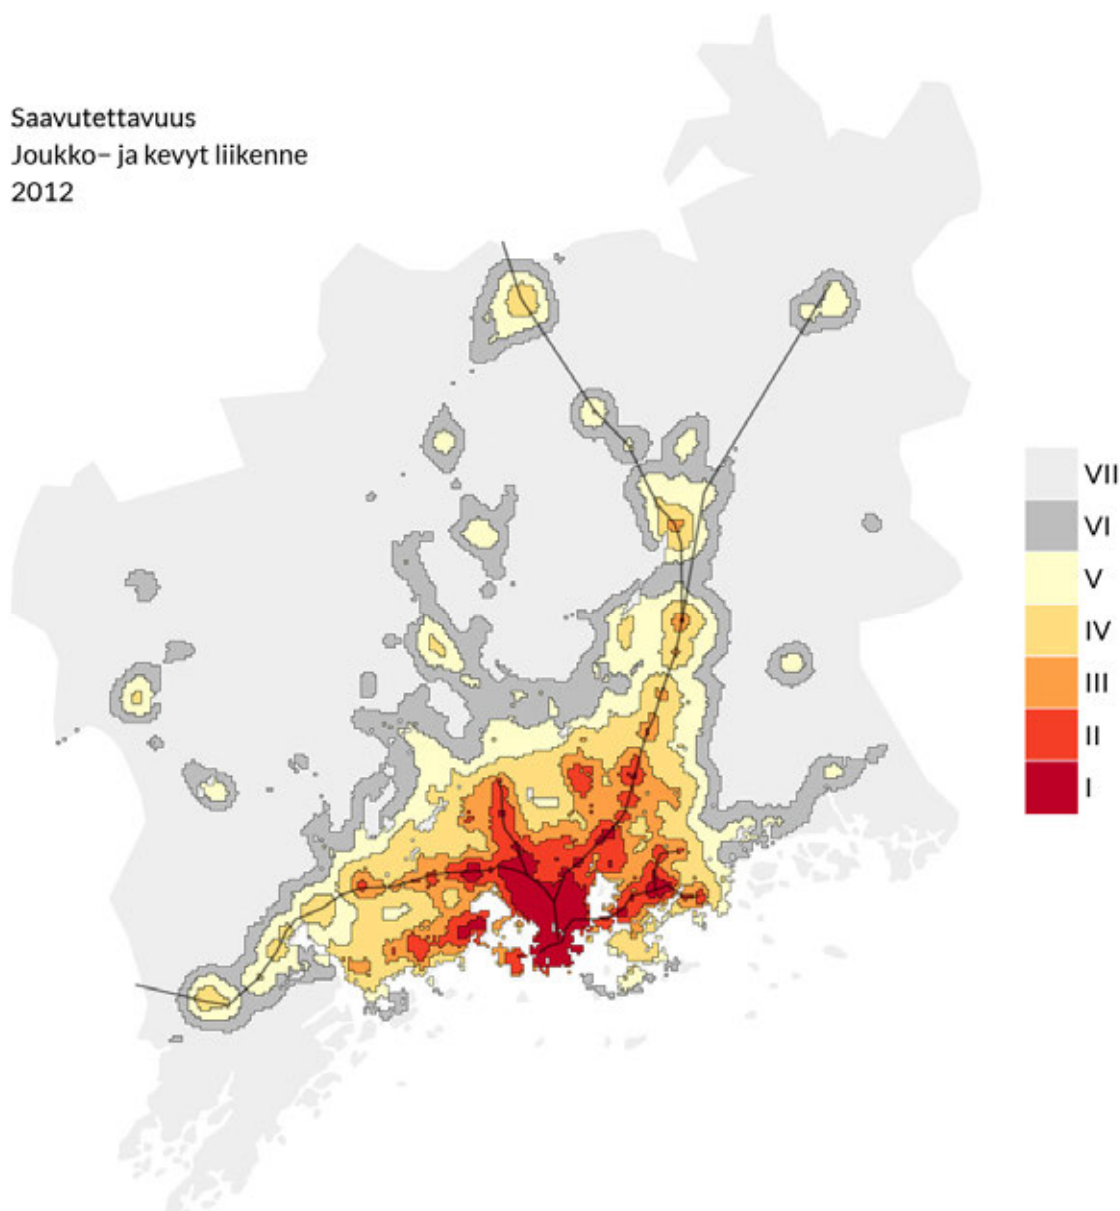 Saavutettavuus
Joukko– ja kevyt liikenne
2012
VII
VI
V
IV
III
II
I